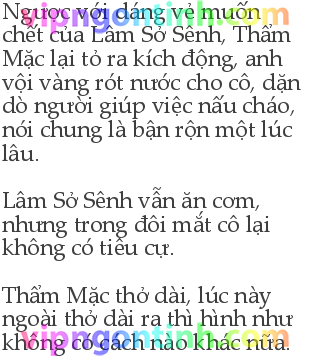 Ngược với dáng vẻ muốn
chết của Lâm Sở Sênh, Thẩm
Mặc lại tỏ ra kích động, anh
vội vàng rót nước cho cô, dặn
dò người giúp việc nấu cháo,
nói chung là bận rộn một lúc
lâu.
Lâm Sở Sênh vẫn ăn cơm,
nhưng trong đôi mắt cô lại
không có tiêu cự.
Thẩm Mặc thở dài, lúc này
ngoài thở dài ra thì hình như
không có cách nào khác nữa.
vipngontinh.com
vipngontinh.com
vipngontinh.com